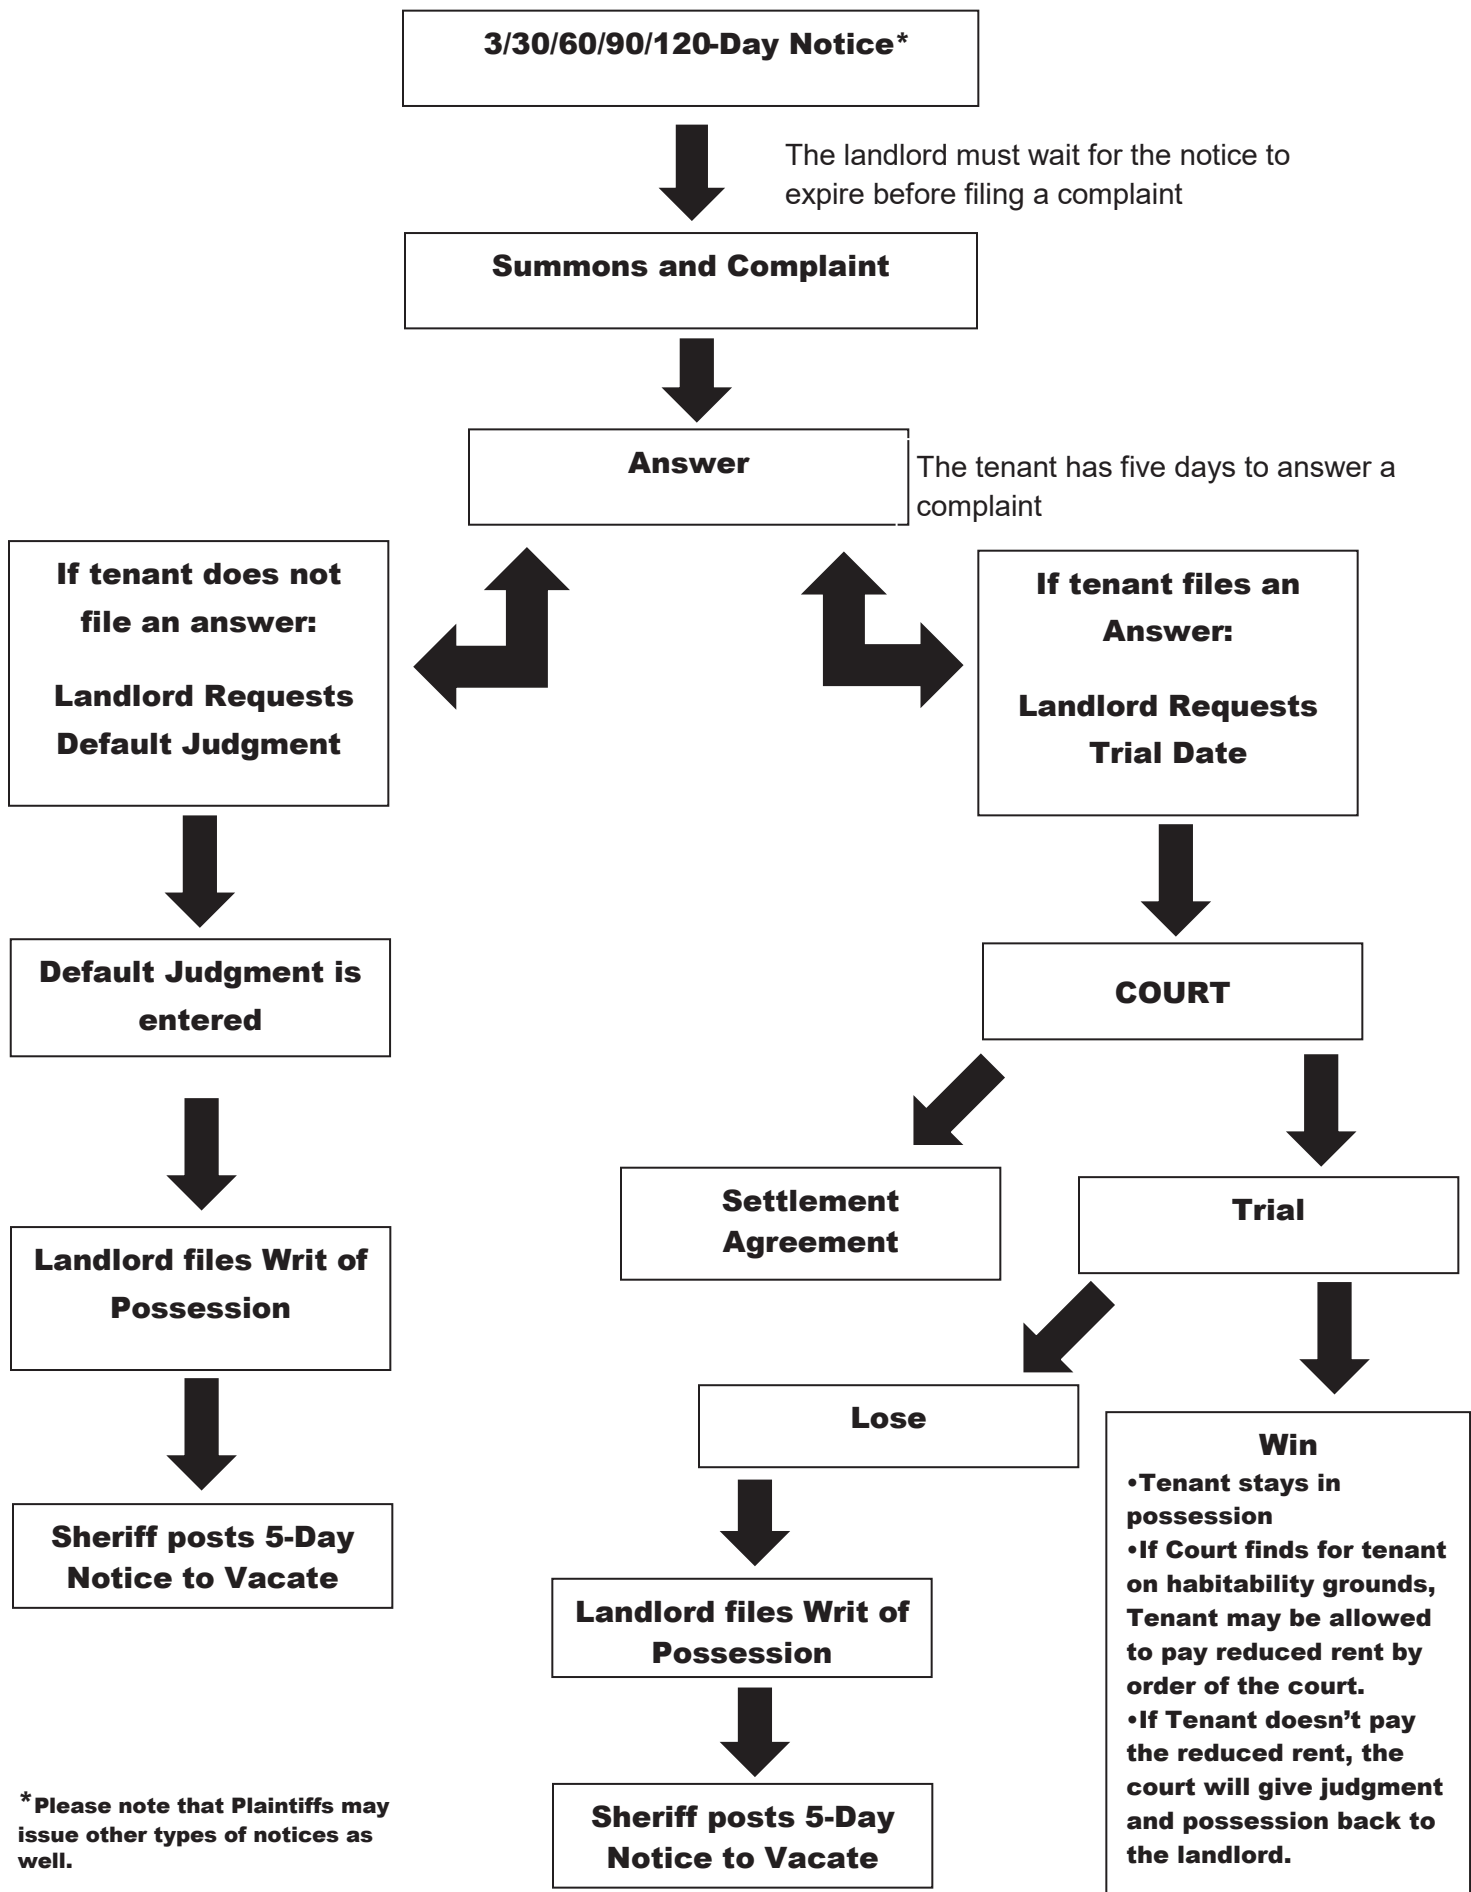 3/30/60/90/120-Day Notice*
The landlord must wait for the notice to
expire before filing a complaint
Summons and Complaint
Answer
The tenant has five days to answer a
complaint
If tenant does not
file an answer:
Landlord Requests
Default Judgment
If tenant files an
Answer:
Landlord Requests
Trial Date
Default Judgment is
entered
COURT
Settlement
Agreement
Trial
Landlord files Writ of
Possession
Lose
Win
•Tenant stays in
possession
•If Court finds for tenant
on habitability grounds,
Tenant may be allowed
to pay reduced rent by
order of the court.
•If Tenant doesn’t pay
the reduced rent, the
court will give judgment
and possession back to
the landlord.
Sheriff posts 5-Day
Notice to Vacate
Landlord files Writ of
Possession
Sheriff posts 5-Day
Notice to Vacate
*Please note that Plaintiffs may
issue other types of notices as
well.